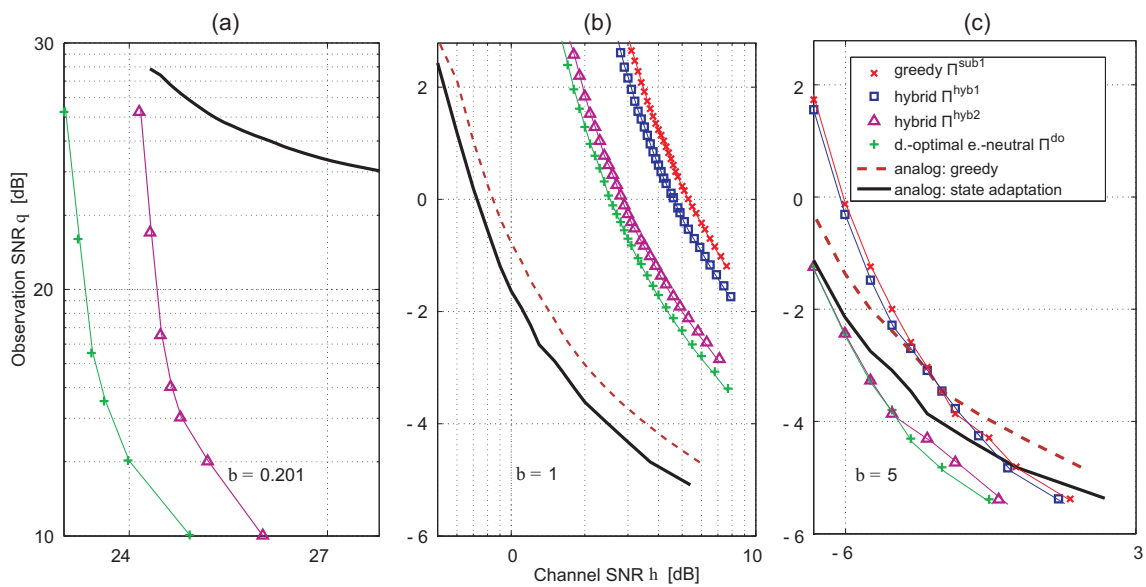 (a)
(b)
(c)
30
20
10
24
27
b = 0.201
Observation SNR q [dB]
2
0
- 2
- 4
- 6
0
10
b = 1
Channel SNR h [dB]
2
0
- 2
- 4
- 6
- 6
3
b = 5
greedy Π^sub1
hybrid Π^hyb1
hybrid Π^hyb2
d.-optimal e.-neutral Π^do
analog: greedy
analog: state adaptation